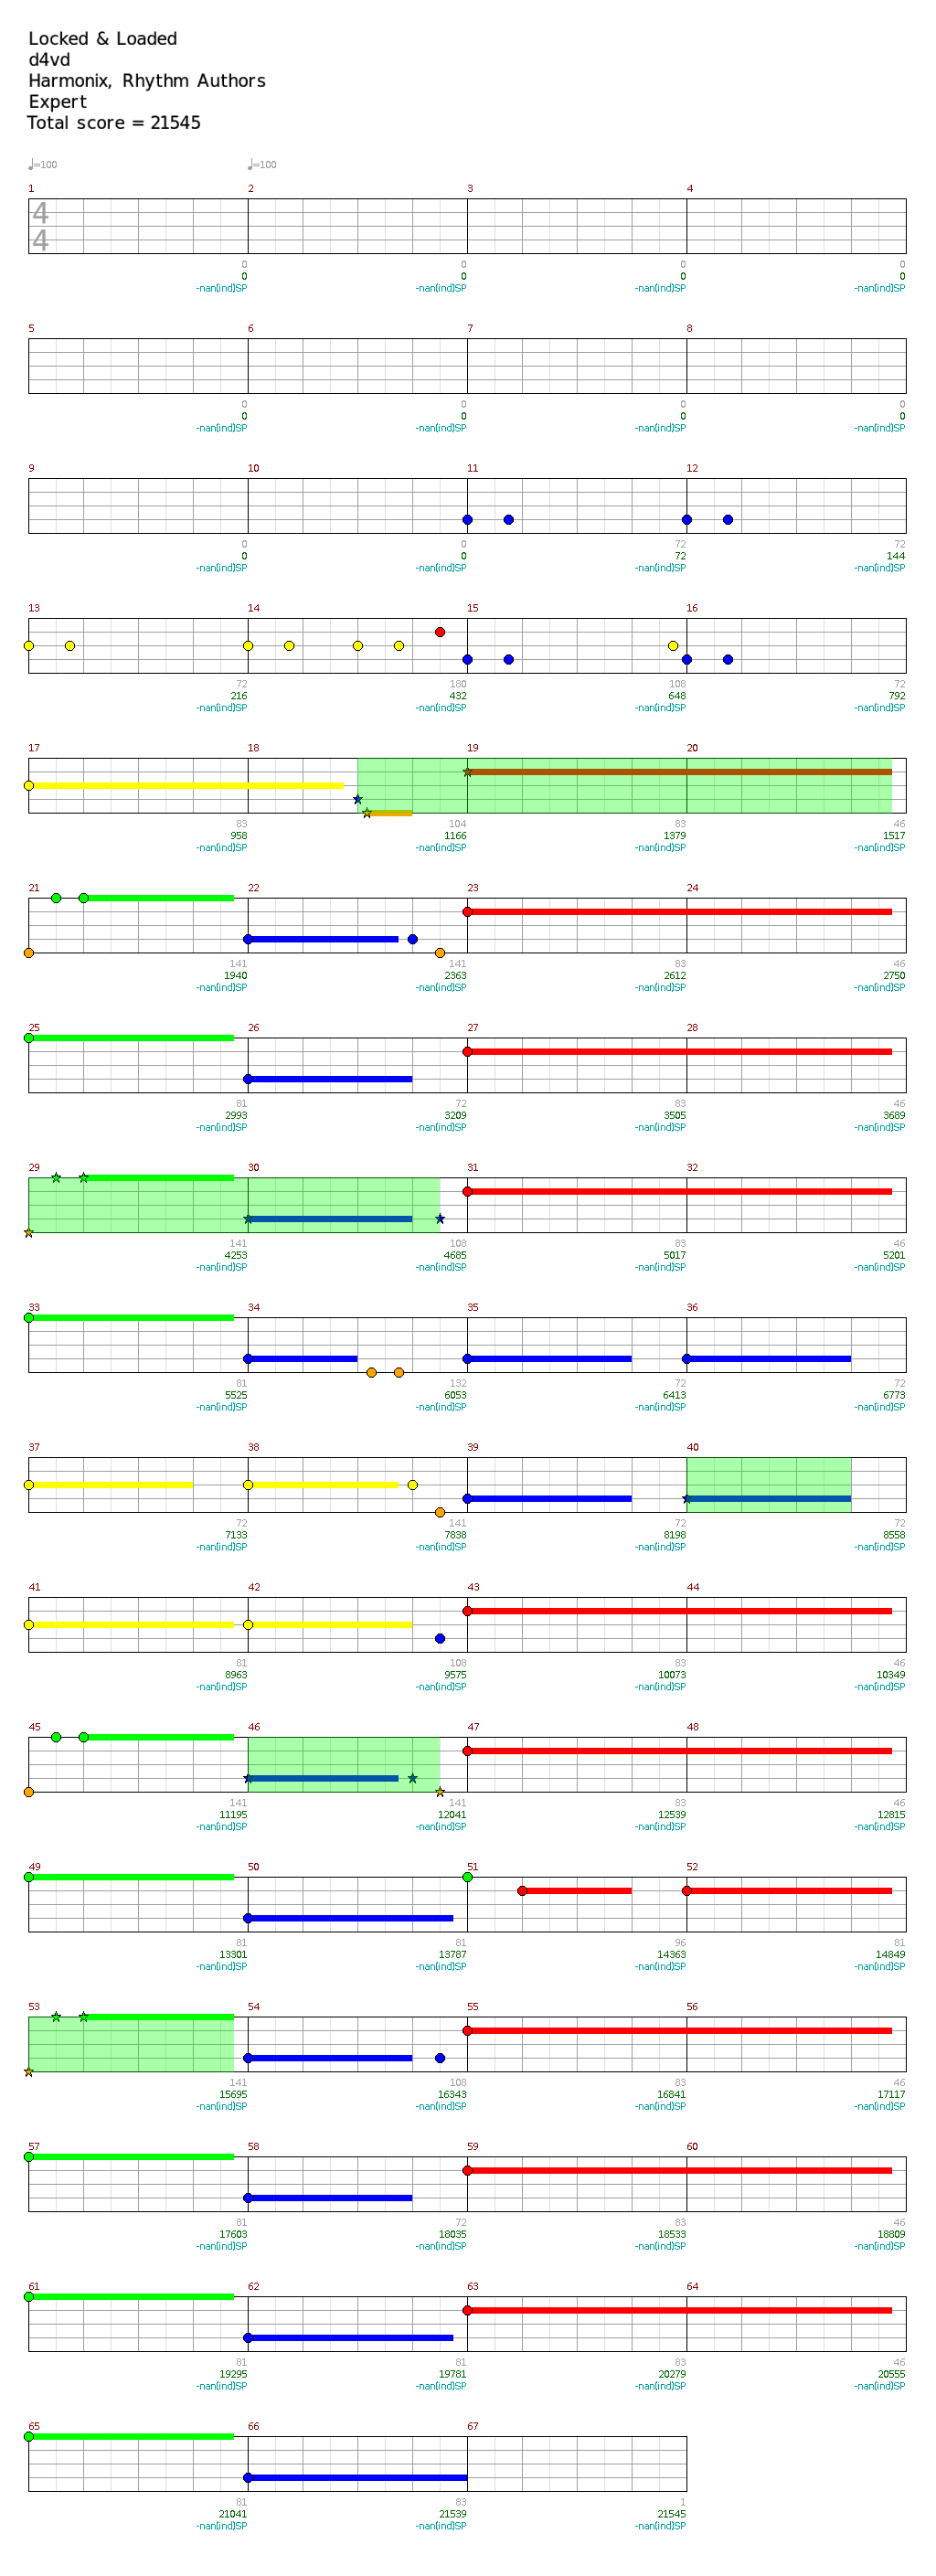 Locked & Loaded
d4vd
Harmonix, Rhythm Authors
Expert
Total score = 21545
♩=100 ♩=100
1 2 3 4
4
4
0 0 0 0
0 0 0 0
-nan(ind)SP -nan(ind)SP -nan(ind)SP -nan(ind)SP
5 6 7 8
0 0 0 0
0 0 0 0
-nan(ind)SP -nan(ind)SP -nan(ind)SP -nan(ind)SP
9 10 11 12
0 0 72 72
0 0 72 144
-nan(ind)SP -nan(ind)SP -nan(ind)SP -nan(ind)SP
13 14 15 16
72 180 108 72
216 432 648 792
-nan(ind)SP -nan(ind)SP -nan(ind)SP -nan(ind)SP
17 18 19 20
83 104 83 46
958 1166 1379 1517
-nan(ind)SP -nan(ind)SP -nan(ind)SP -nan(ind)SP
21 22 23 24
141 141 83 46
1940 2363 2612 2750
-nan(ind)SP -nan(ind)SP -nan(ind)SP -nan(ind)SP
25 26 27 28
81 72 83 46
2993 3209 3505 3689
-nan(ind)SP -nan(ind)SP -nan(ind)SP -nan(ind)SP
29 30 31 32
141 108 83 46
4253 4685 5017 5201
-nan(ind)SP -nan(ind)SP -nan(ind)SP -nan(ind)SP
33 34 35 36
81 132 72 72
5525 6053 6413 6773
-nan(ind)SP -nan(ind)SP -nan(ind)SP -nan(ind)SP
37 38 39 40
72 141 72 72
7133 7838 8198 8558
-nan(ind)SP -nan(ind)SP -nan(ind)SP -nan(ind)SP
41 42 43 44
81 108 83 46
8963 9575 10073 10349
-nan(ind)SP -nan(ind)SP -nan(ind)SP -nan(ind)SP
45 46 47 48
141 141 83 46
11195 12041 12539 12815
-nan(ind)SP -nan(ind)SP -nan(ind)SP -nan(ind)SP
49 50 51 52
81 81 96 81
13301 13787 14363 14849
-nan(ind)SP -nan(ind)SP -nan(ind)SP -nan(ind)SP
53 54 55 56
141 108 83 46
15695 16343 16841 17117
-nan(ind)SP -nan(ind)SP -nan(ind)SP -nan(ind)SP
57 58 59 60
81 72 83 46
17603 18035 18533 18809
-nan(ind)SP -nan(ind)SP -nan(ind)SP -nan(ind)SP
61 62 63 64
81 81 83 46
19295 19781 20279 20555
-nan(ind)SP -nan(ind)SP -nan(ind)SP -nan(ind)SP
65 66 67
81 83 1
21041 21539 21545
-nan(ind)SP -nan(ind)SP -nan(ind)SP